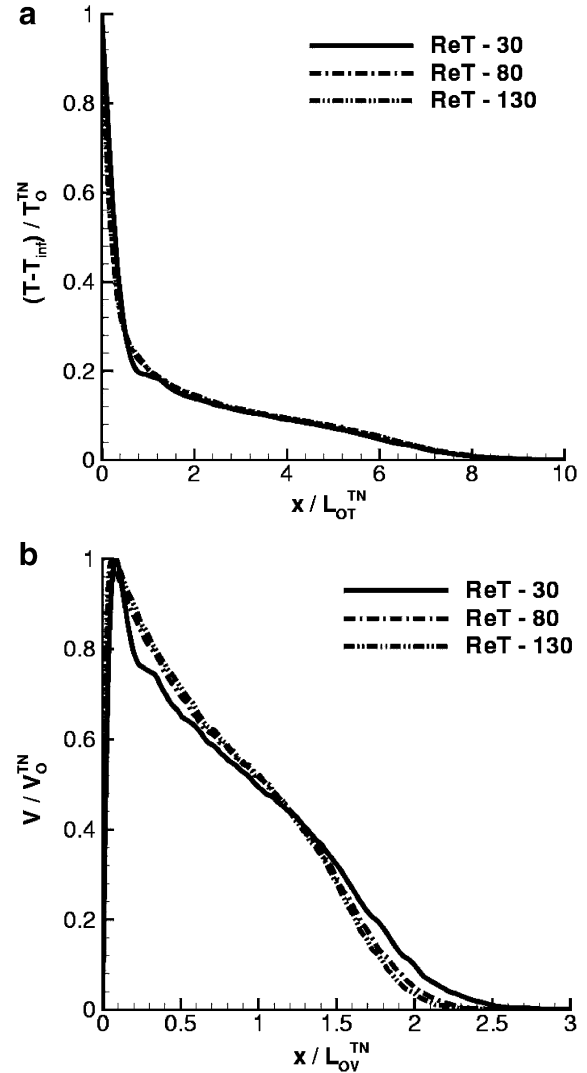 a
ReT - 30
ReT - 80
ReT - 130
1
0.8
0.6
0.4
0.2
0
(T-T_inf) / T_O^TN
0 2 4 6 8 10
x / L_OT^TN
b
ReT - 30
ReT - 80
ReT - 130
1
0.8
0.6
0.4
0.2
0
V / V_O^TN
0 0.5 1 1.5 2 2.5 3
x / L_OV^TN